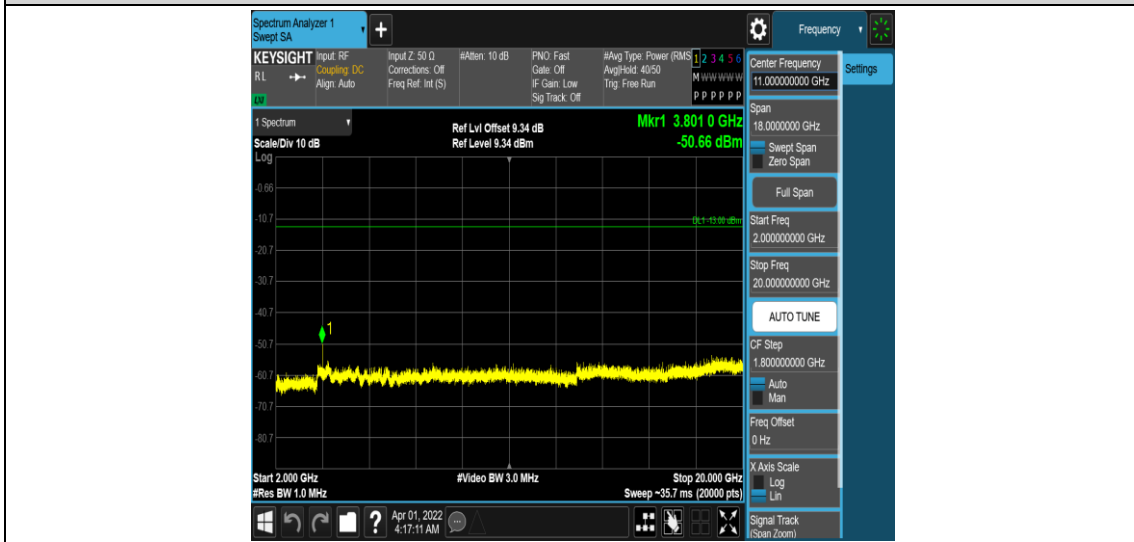 Spectrum Analyzer 1
Swept SA
+
Frequency
KEYSIGHT
RL
Input: RF
Coupling: DC
Align: Auto
Input Z: 50 Ω
Corrections: Off
Freq Ref: Int (S)
#Atten: 10 dB
PNO: Fast
Gate: Off
IF Gain: Low
Sig Track: Off
#Avg Type: Power (RMS
Avg|Hold: 40/50
Trig: Free Run
1 2 3 4 5 6
M W W W W W
P P P P P P
1 Spectrum
Scale/Div 10 dB
Log
Ref Lvl Offset 9.34 dB
Ref Level 9.34 dBm
Mkr1 3.801 0 GHz
-50.66 dBm
-0.66
-10.7
DL1 -13.00 dBm
-20.7
-30.7
-40.7
1
-50.7
-60.7
-70.7
-80.7
Start 2.000 GHz
#Video BW 3.0 MHz
Stop 20.000 GHz
#Res BW 1.0 MHz
Sweep ~35.7 ms (20000 pts)
?
Apr 01, 2022
4:17:11 AM
Center Frequency
11.000000000 GHz
Settings
Span
18.0000000 GHz
Swept Span
Zero Span
Full Span
Start Freq
2.000000000 GHz
Stop Freq
20.000000000 GHz
AUTO TUNE
CF Step
1.800000000 GHz
Auto
Man
Freq Offset
0 Hz
X Axis Scale
Log
Lin
Signal Track
(Span Zoom)